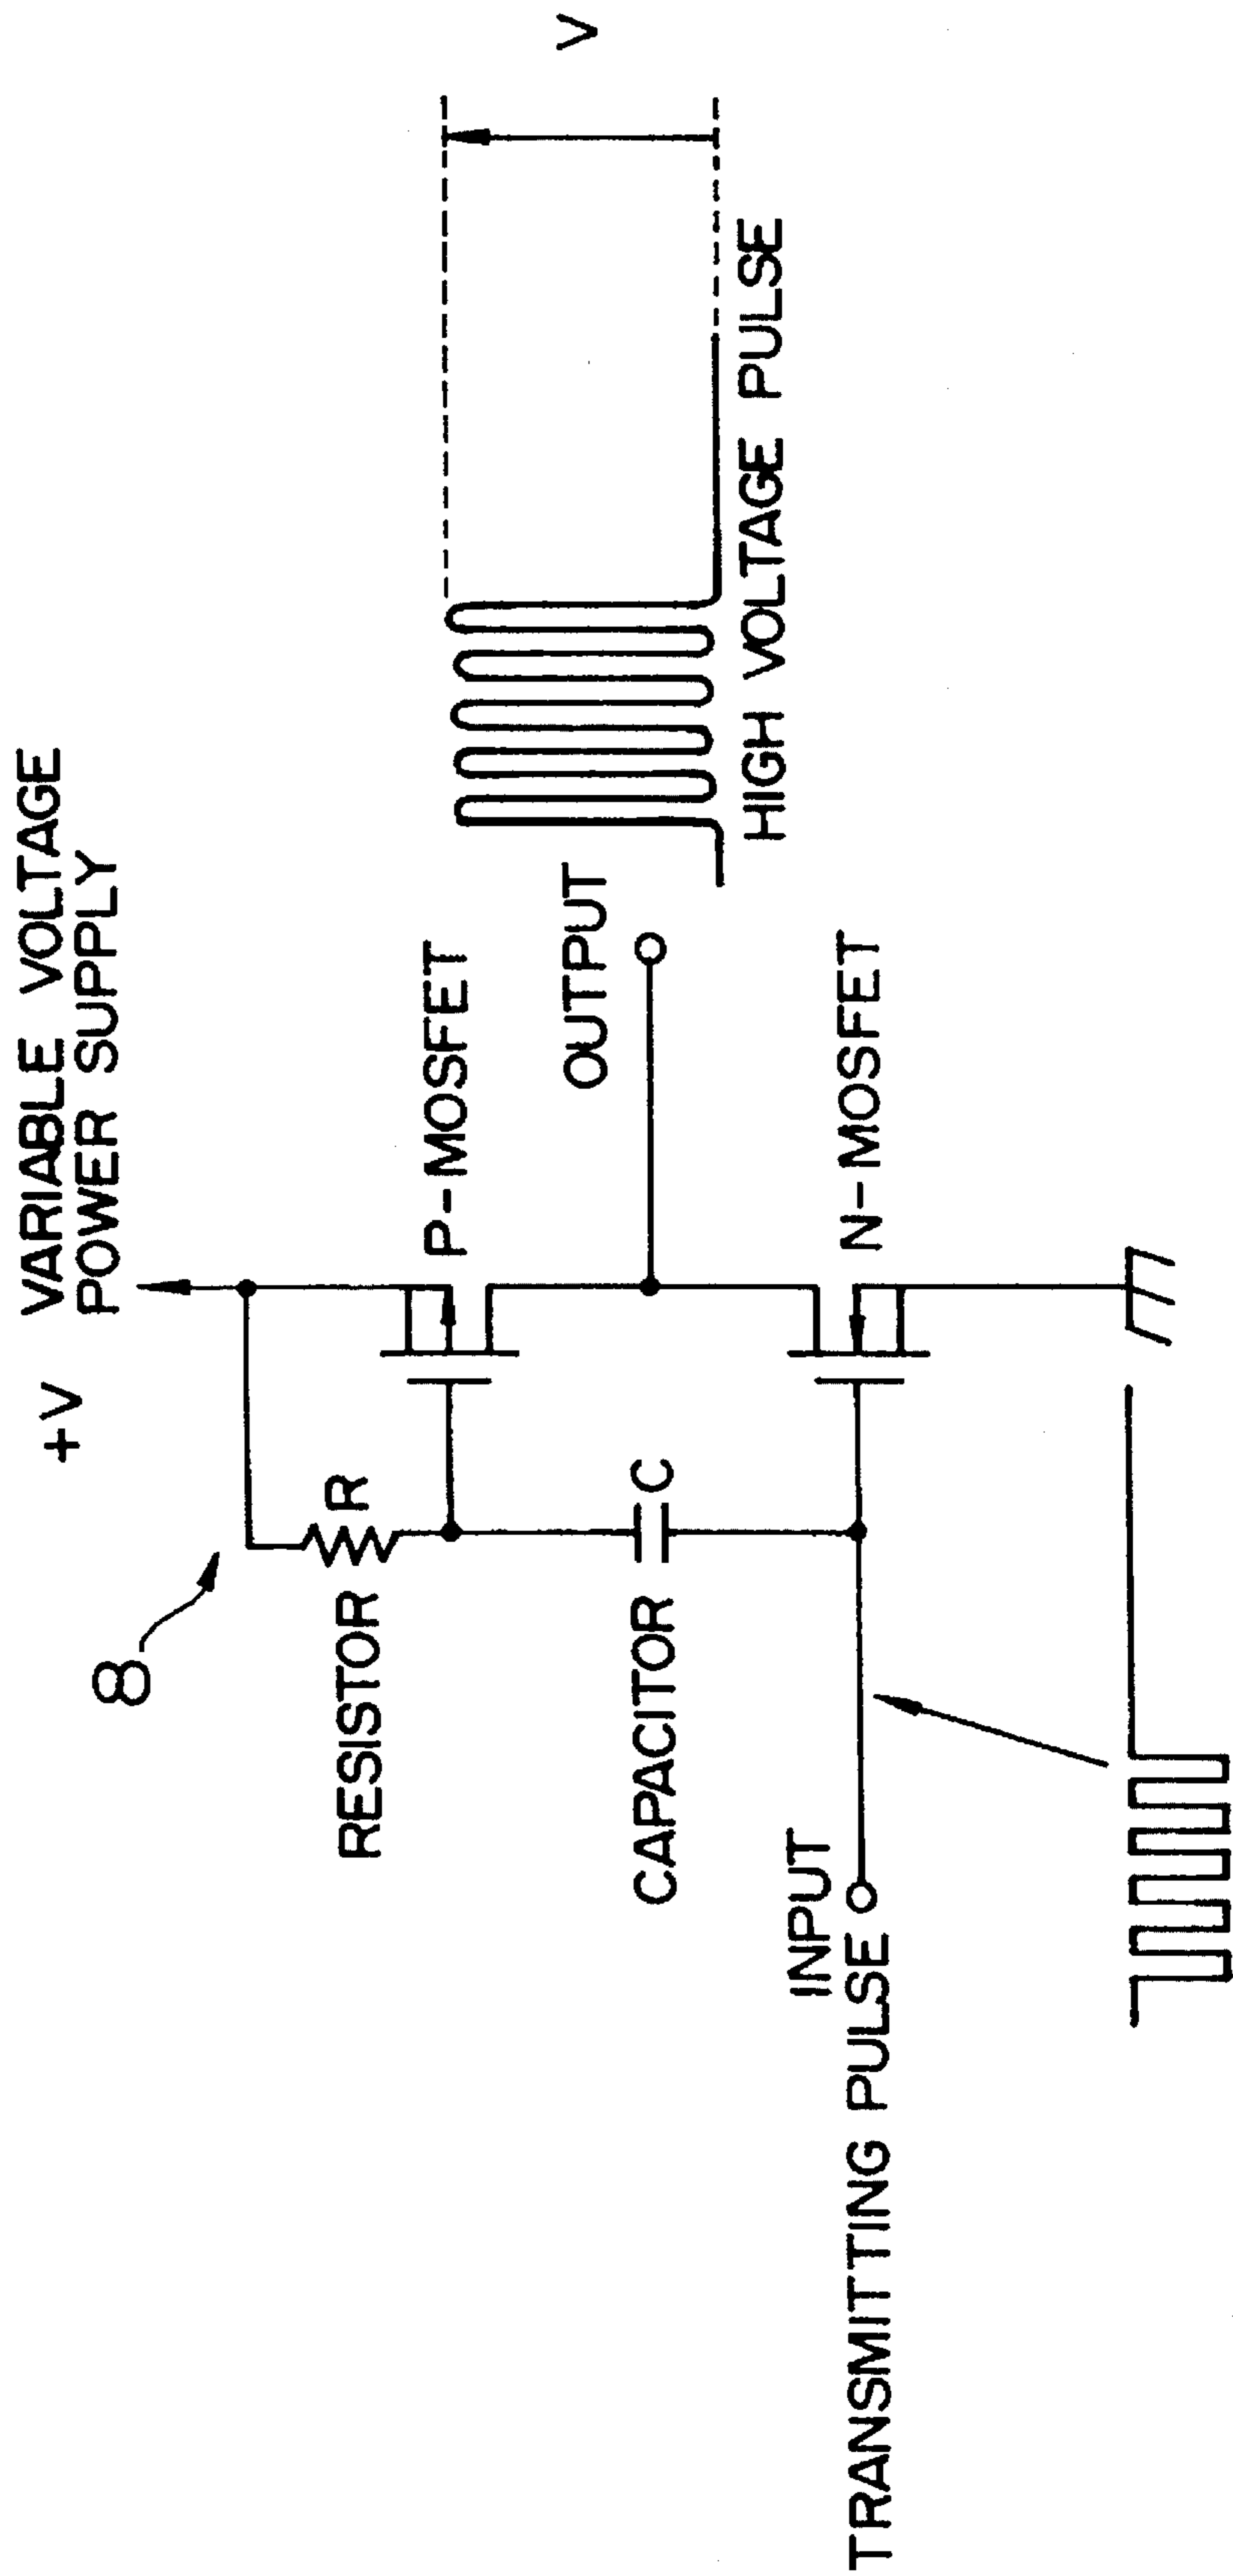 +V VARIABLE VOLTAGE
POWER SUPPLY
8
RESISTOR R
P-MOSFET
V
OUTPUT
CAPACITOR C
HIGH VOLTAGE PULSE
INPUT
TRANSMITTING PULSE
N-MOSFET